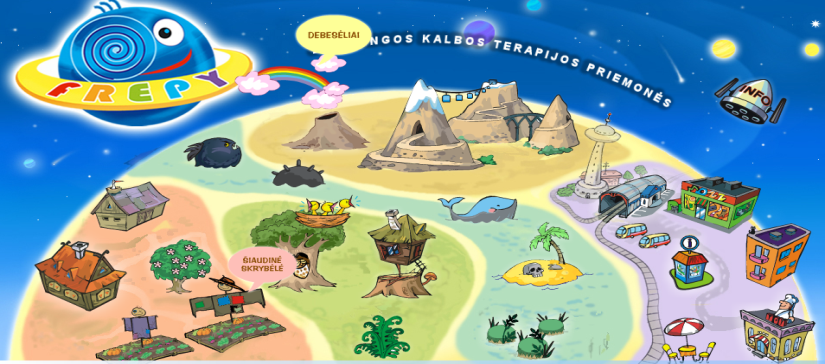 FREPY
DEBESĖLIAI
NGOS KALBOS TERAPIJOS PRIEMONĖS
INFO
ŠIAUDINĖ
SKRYBĖLĖ
i